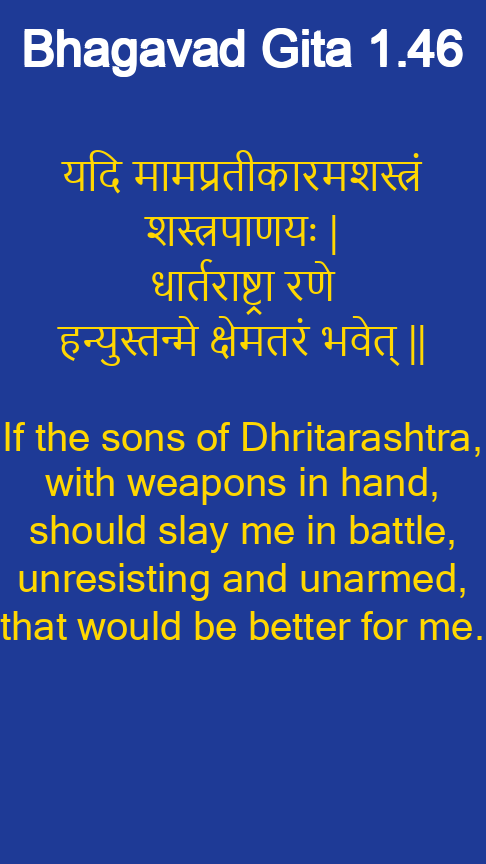 Bhagavad Gita 1.46
यदि मामप्रतीकारमशस्त्रं
शस्त्रपाणयः |
धार्तराष्ट्रा रणे
हन्युस्तन्मे क्षेमतरं भवेत् ||
If the sons of Dhritarashtra,
with weapons in hand,
should slay me in battle,
unresisting and unarmed,
that would be better for me.